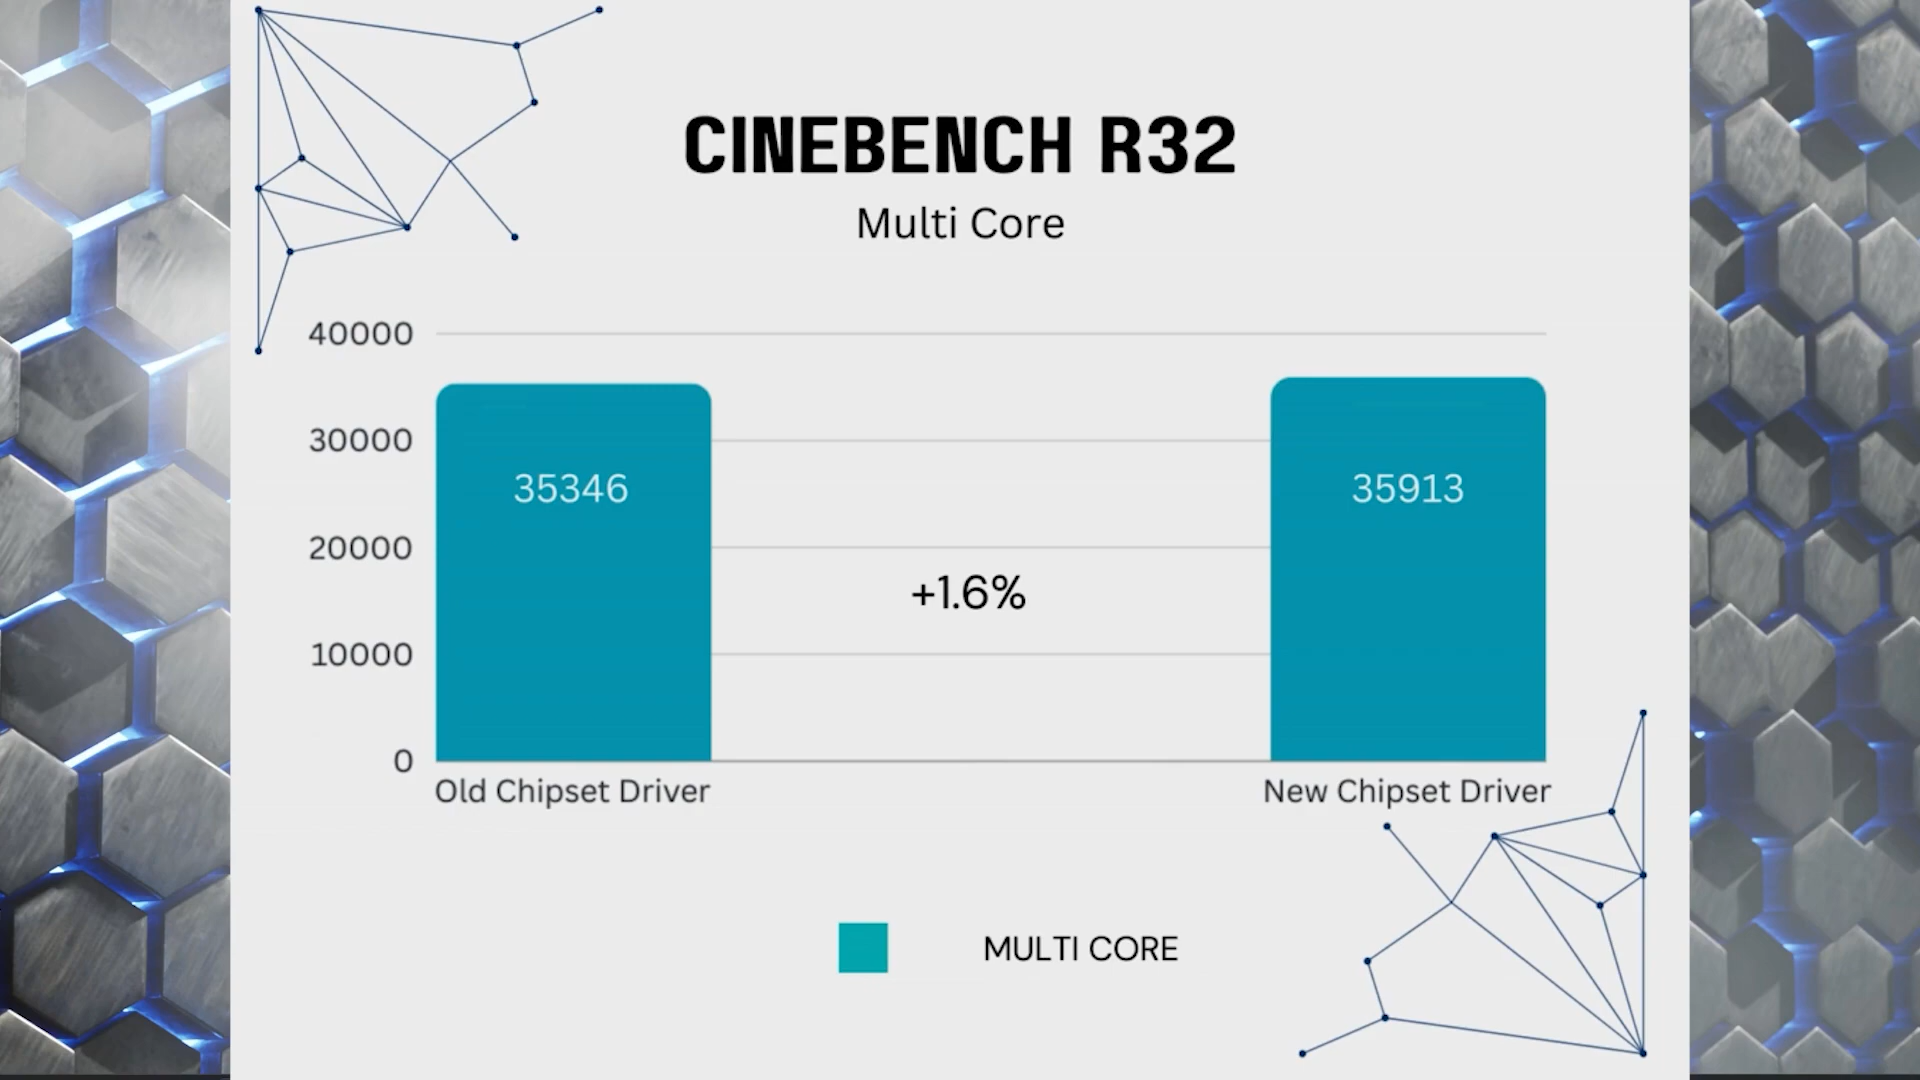 CINEBENCH R32
Multi Core
40000
30000
20000
10000
0
35346
35913
+1.6%
Old Chipset Driver
New Chipset Driver
MULTI CORE